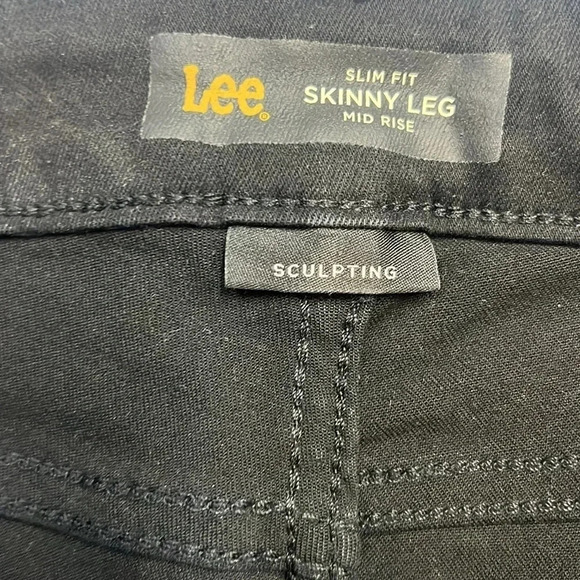 Lee®
SLIM FIT
SKINNY LEG
MID RISE
SCULPTING